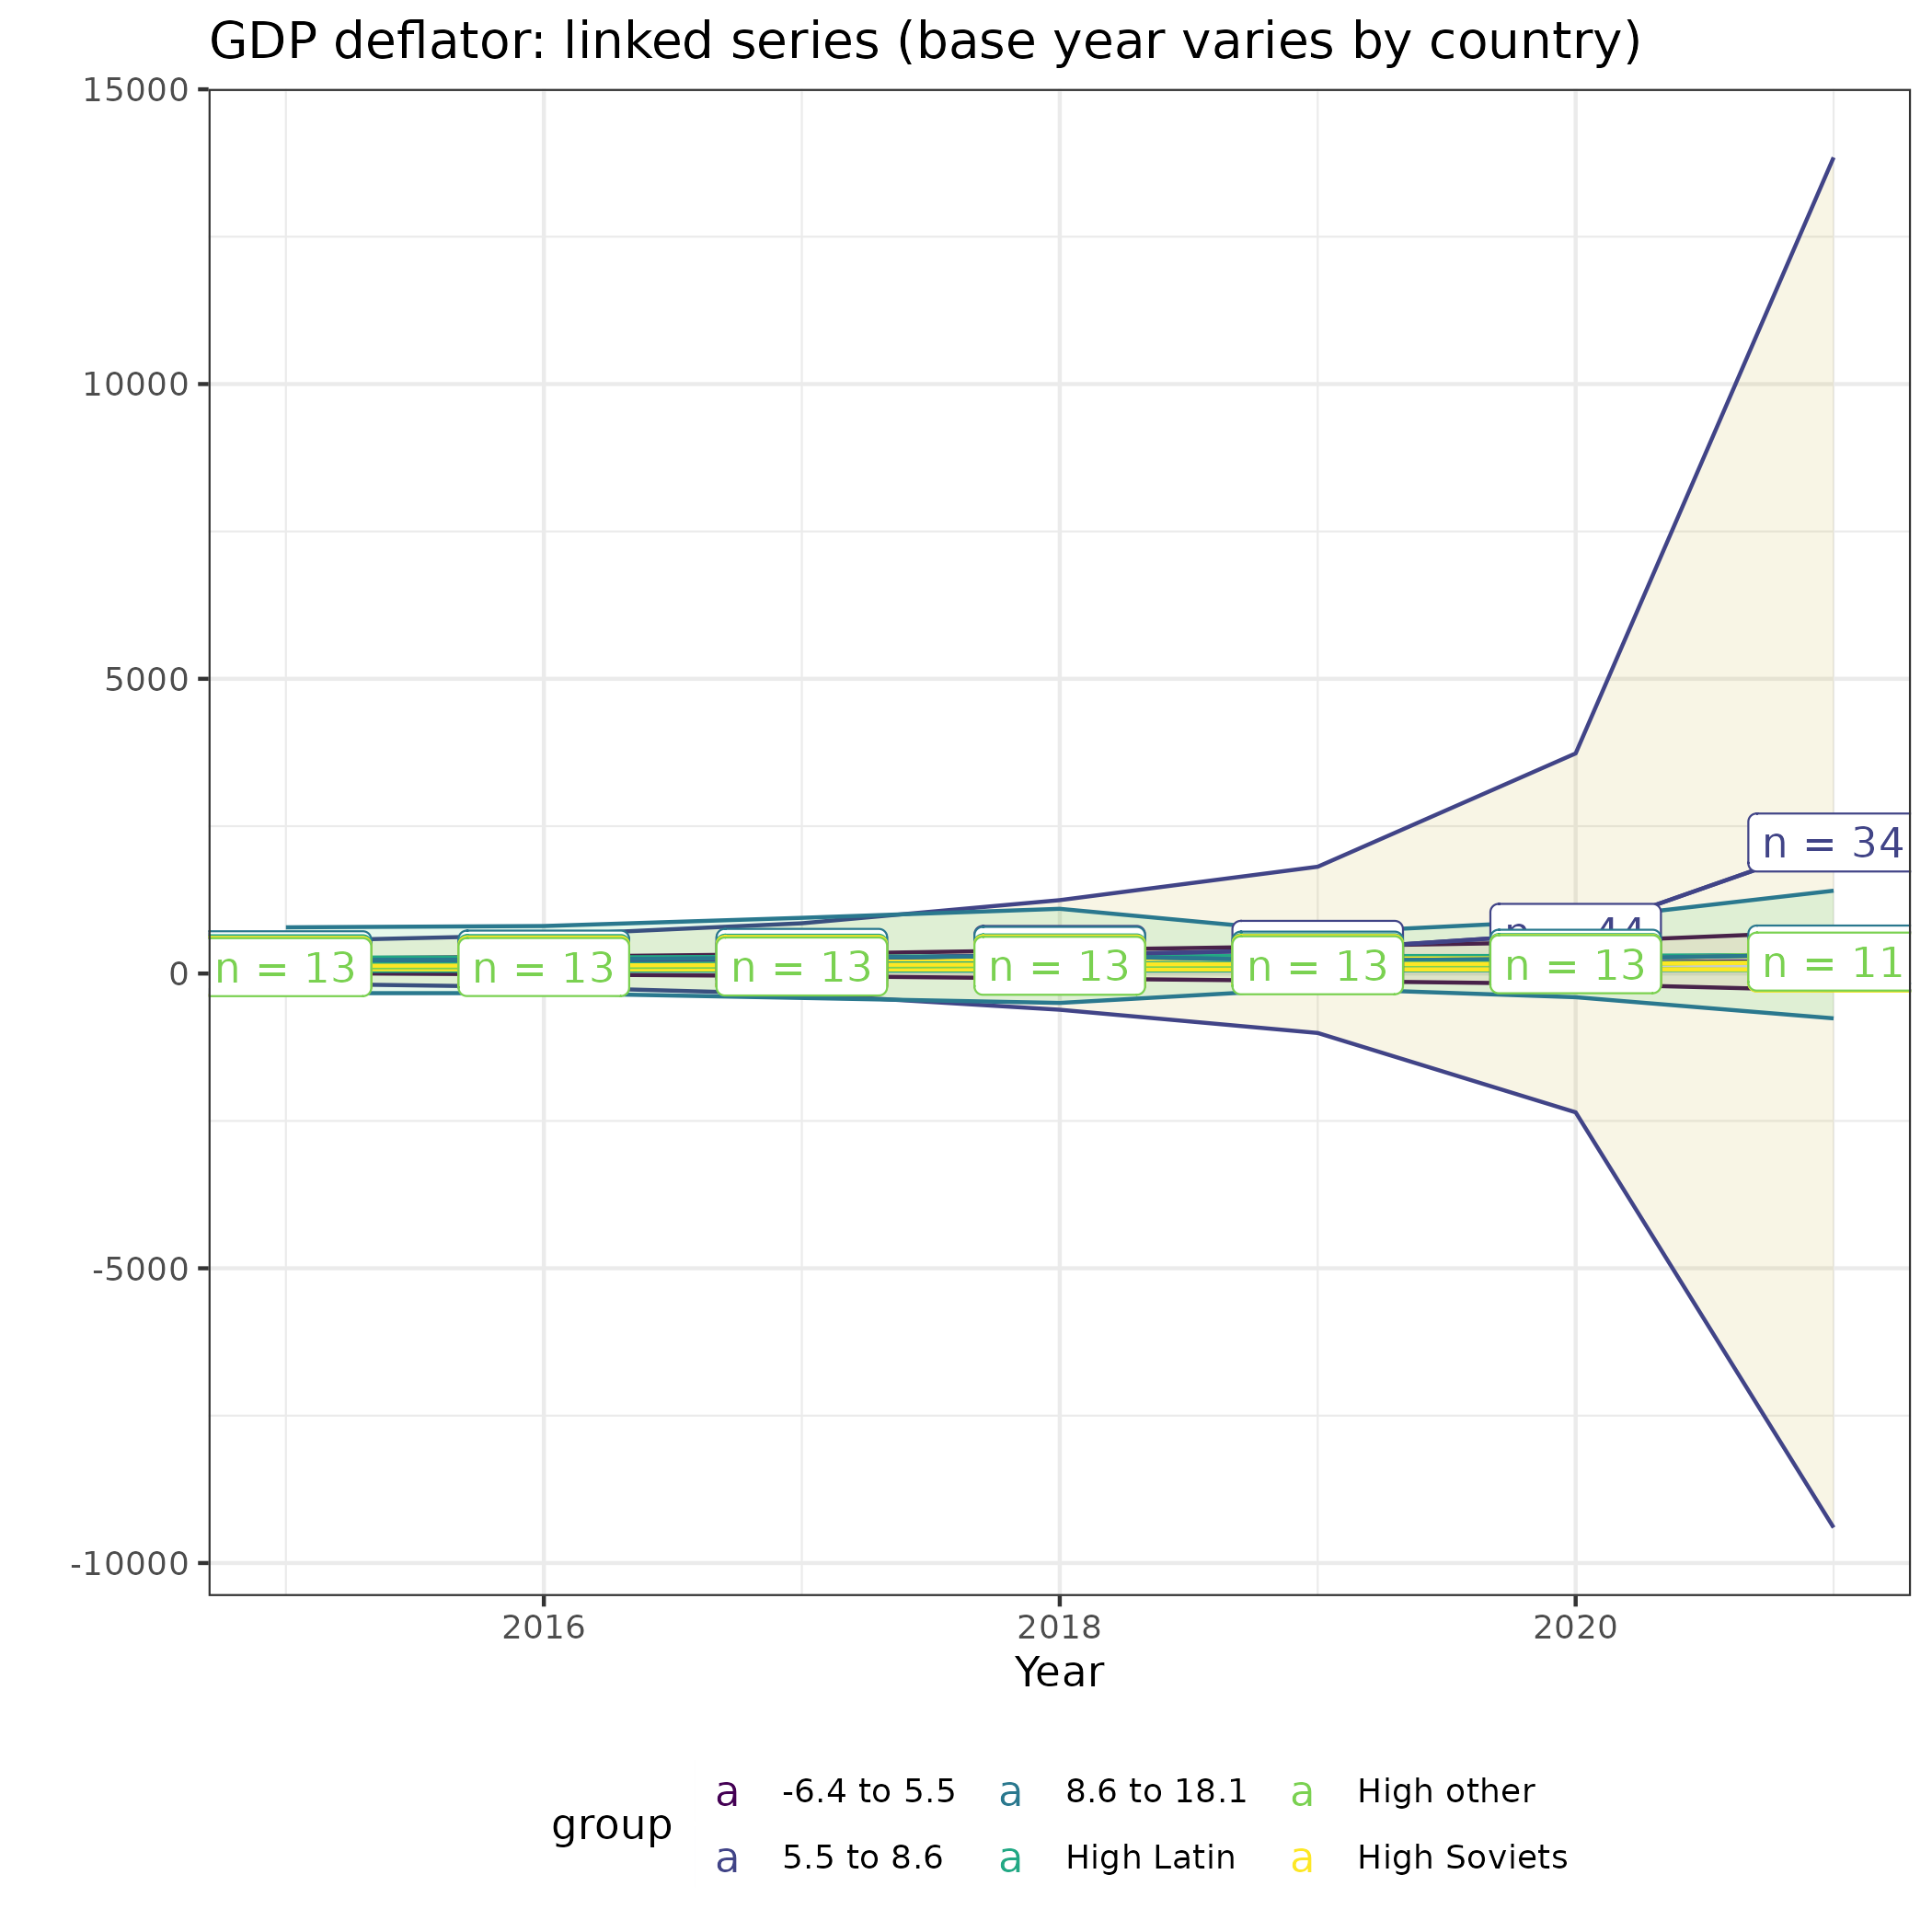 GDP deflator: linked series (base year varies by country)
15000
10000
5000
0
-5000
-10000
n = 34
n = 13
n = 13
n = 13
n = 13
n = 13
n = 13
n = 11
2016
2018
2020
Year
group
a -6.4 to 5.5
a 8.6 to 18.1
a High other
a 5.5 to 8.6
a High Latin
a High Soviets